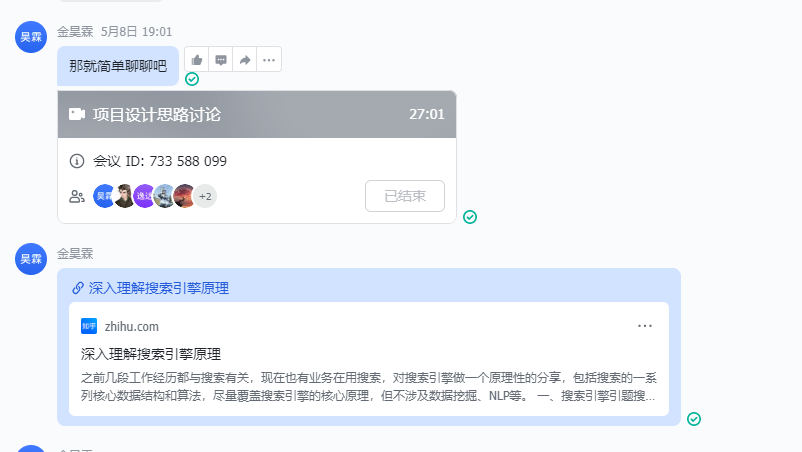 昊霖
金昊霖 5月8日 19:01
那就简单聊聊吧
项目设计思路讨论 27:01
会议 ID: 733 588 099
昊霖 +2 已结束
金昊霖
昊霖
深入理解搜索引擎原理
知乎 zhihu.com
深入理解搜索引擎原理
之前几段工作经历都与搜索有关，现在也有业务在用搜索，对搜索引擎做一个原理性的分享，包括搜索的一系
列核心数据结构和算法，尽量覆盖搜索引擎的核心原理，但不涉及数据挖掘、NLP等。 一、搜索引擎引题搜...